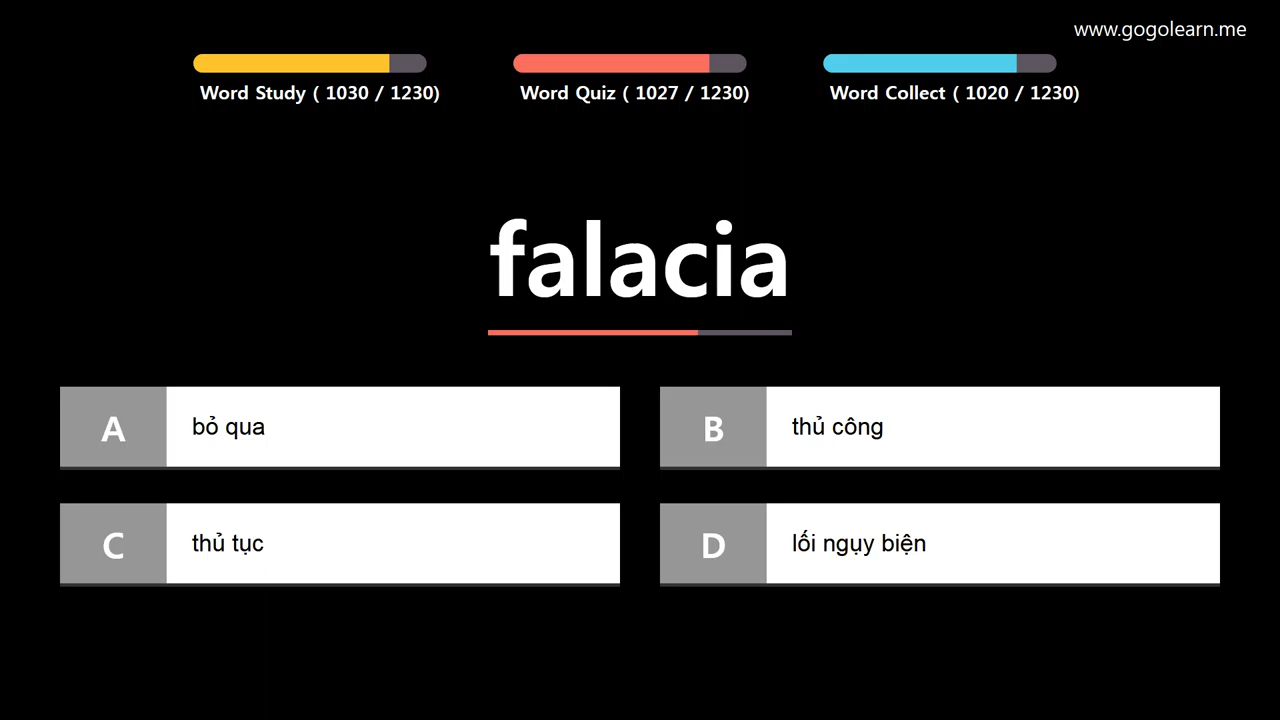 www.gogolearn.me
Word Study ( 1030 / 1230)
Word Quiz ( 1027 / 1230)
Word Collect ( 1020 / 1230)
falacia
A
bỏ qua
B
thủ công
C
thủ tục
D
lối ngụy biện